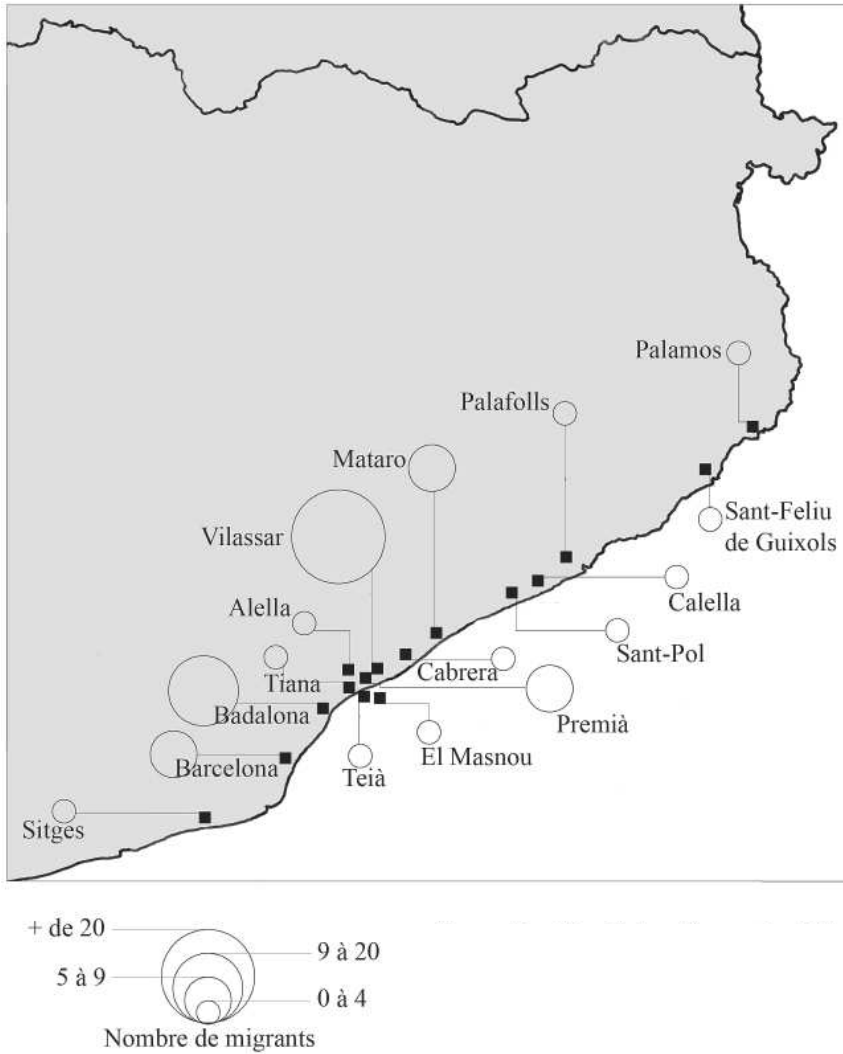 Palamos
Palafolls
Mataro
Sant-Feliu
de Guixols
Vilassar
Calella
Alella
Sant-Pol
Cabrera
Tiana
Badalona
Premià
El Masnou
Barcelona
Teià
Sitges
+ de 20
9 à 20
5 à 9
0 à 4
Nombre de migrants